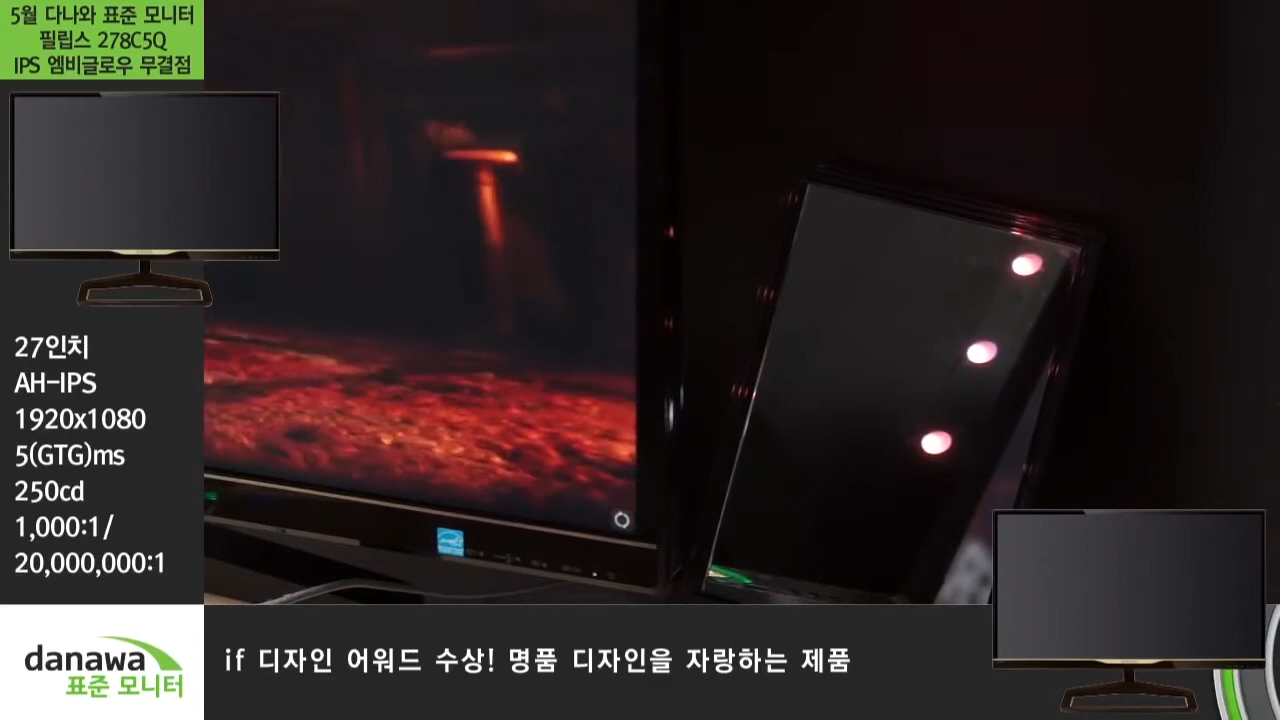 5월 다나와 표준 모니터
필립스 278C5Q
IPS 엠비글로우 무결점
27인치
AH-IPS
1920x1080
5(GTG)ms
250cd
1,000:1/
20,000,000:1
danawa
표준 모니터
if 디자인 어워드 수상! 명품 디자인을 자랑하는 제품